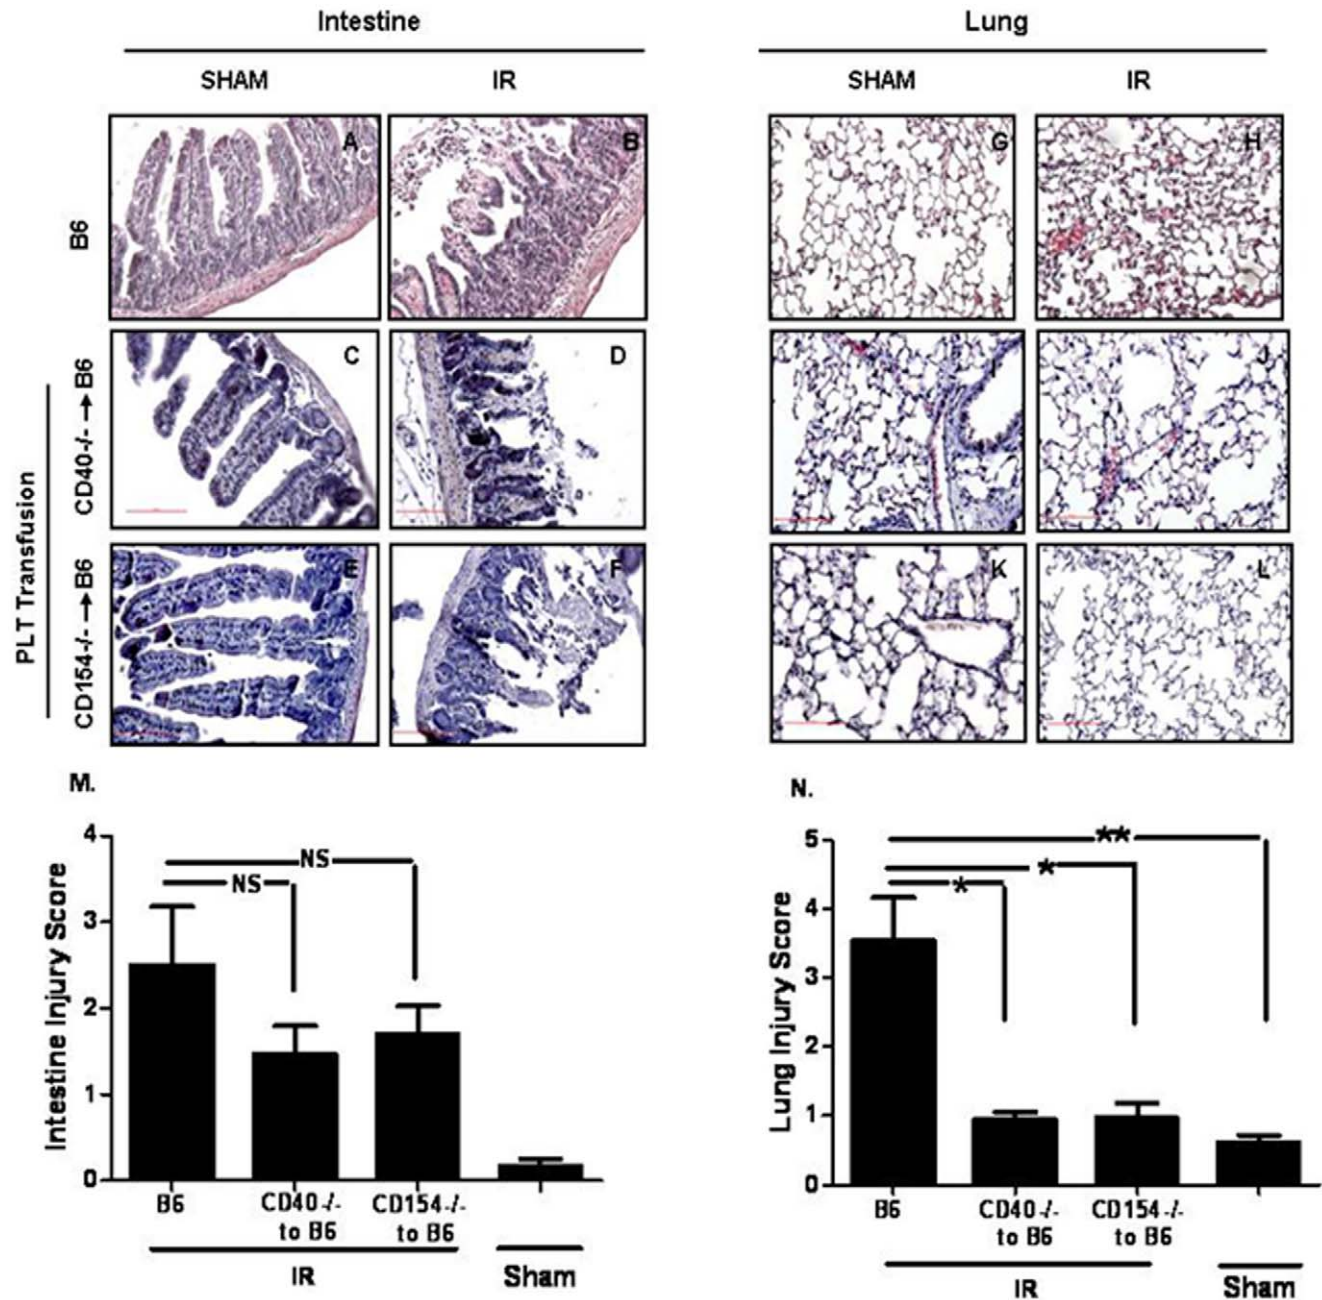 Intestine
Lung
SHAM
IR
SHAM
IR
B6
A
B
G
H
PLT Transfusion
CD40-/- → B6
C
D
J
CD154-/- → B6
E
F
K
L
M.
N.
Intestine Injury Score
4
3
2
1
0
NS
NS
B6
CD40-/-
to B6
CD154-/-
to B6
IR
Sham
Lung Injury Score
5
4
3
2
1
0
**
*
*
B6
CD40-/-
to B6
CD154-/-
to B6
IR
Sham